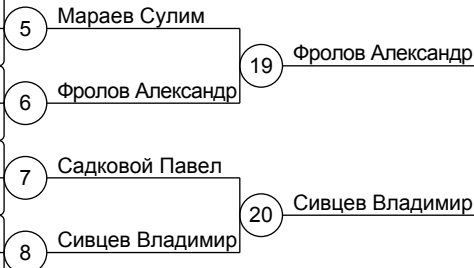 5 Мараев Сулим
19 Фролов Александр
6 Фролов Александр
7 Садковой Павел
20 Сивцев Владимир
8 Сивцев Владимир